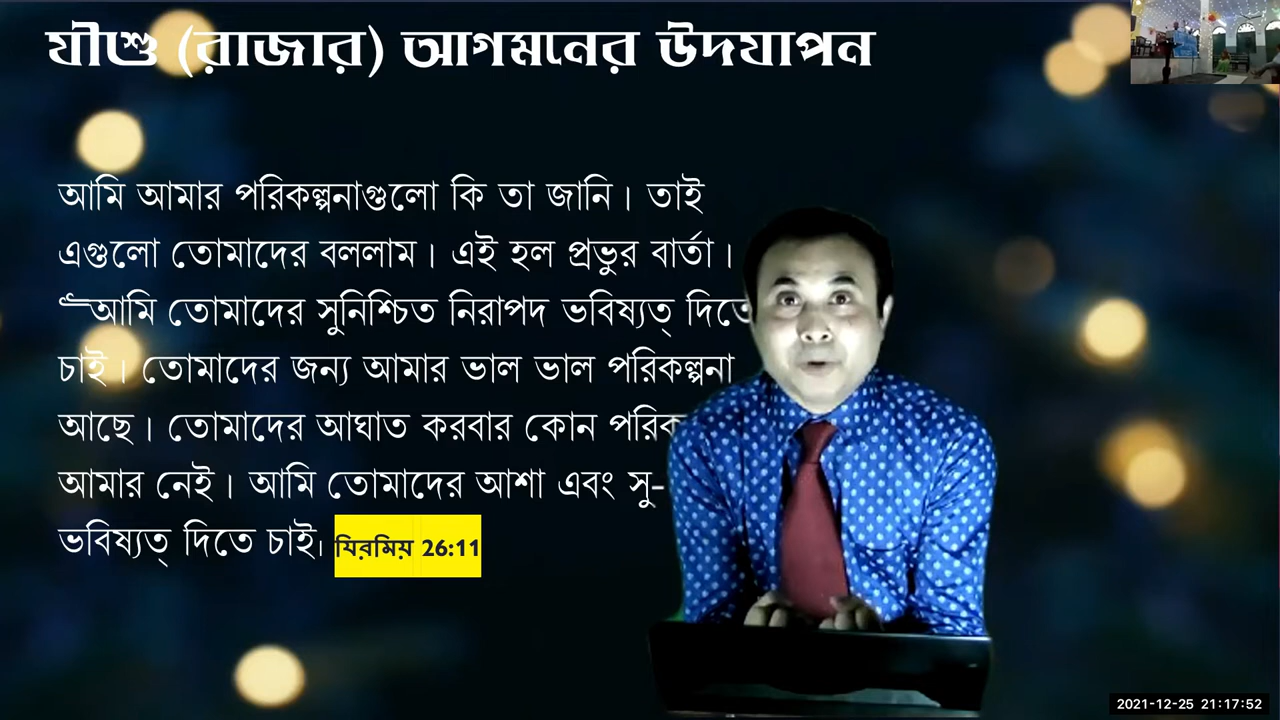 যীশু (রাজার) আগমনের উদযাপন
আমি আমার পরিকল্পনাগুলো কি তা জানি। তাই
এগুলো তোমাদের বললাম। এই হল প্রভুর বার্তা।
“আমি তোমাদের সুনিশ্চিত নিরাপদ ভবিষ্যত্‌ দিতে
চাই। তোমাদের জন্য আমার ভাল ভাল পরিকল্পনা
আছে। তোমাদের আঘাত করবার কোন
আমার নেই। আমি তোমাদের আশা এবং সু-
ভবিষ্যত্‌ দিতে চাই। যিরমিয় 26:11
2021-12-25 21:17:52